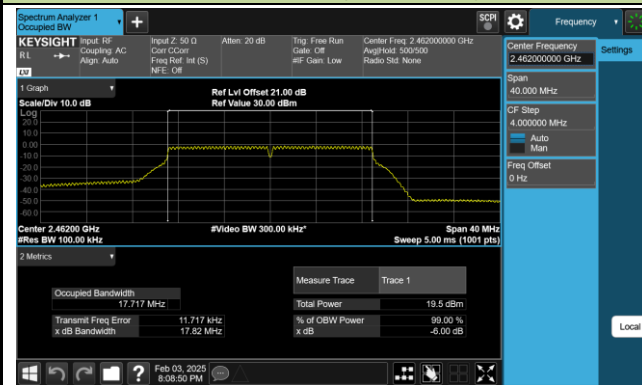 Spectrum Analyzer 1
Occupied BW
+
SCPI
Frequency
KEYSIGHT
RL
LXI
Input: RF
Coupling: AC
Align: Auto
Input Z: 50 Ω
Corr CCorr
Freq Ref: Int (S)
NFE: Off
Atten: 20 dB
Trig: Free Run
Gate: Off
#IF Gain: Low
Center Freq: 2.462000000 GHz
Avg|Hold: 500/500
Radio Std: None
Center Frequency
2.462000000 GHz
Settings
Span
40.000 MHz
CF Step
4.000000 MHz
Auto
Man
Freq Offset
0 Hz
Local
1 Graph
Scale/Div 10.0 dB
Ref Lvl Offset 21.00 dB
Ref Value 30.00 dBm
Log
20.0
10.0
0.00
-10.0
-20.0
-30.0
-40.0
-50.0
-60.0
Center 2.46200 GHz
#Video BW 300.00 kHz*
Span 40 MHz
#Res BW 100.00 kHz
Sweep 5.00 ms (1001 pts)
2 Metrics
Measure Trace Trace 1
Occupied Bandwidth
17.717 MHz
Total Power 19.5 dBm
Transmit Freq Error 11.717 kHz
% of OBW Power 99.00 %
x dB Bandwidth 17.82 MHz
x dB -6.00 dB
?
Feb 03, 2025
8:08:50 PM